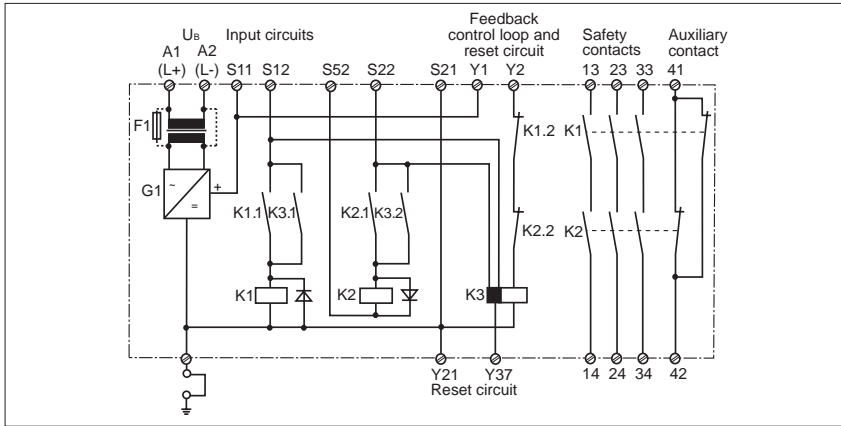 Feedback
control loop and
reset circuit
UB Input circuits Safety contacts Auxiliary contact
A1 (L+) A2 (L-) S11 S12 S52 S22 S21 Y1 Y2 13 23 33 41
F1
K1.2 K1
G1 ~ = +
K1.1 K3.1 K2.1 K3.2 K2.2 K2
K1 K2 K3
Y21 Y37 14 24 34 42
Reset circuit